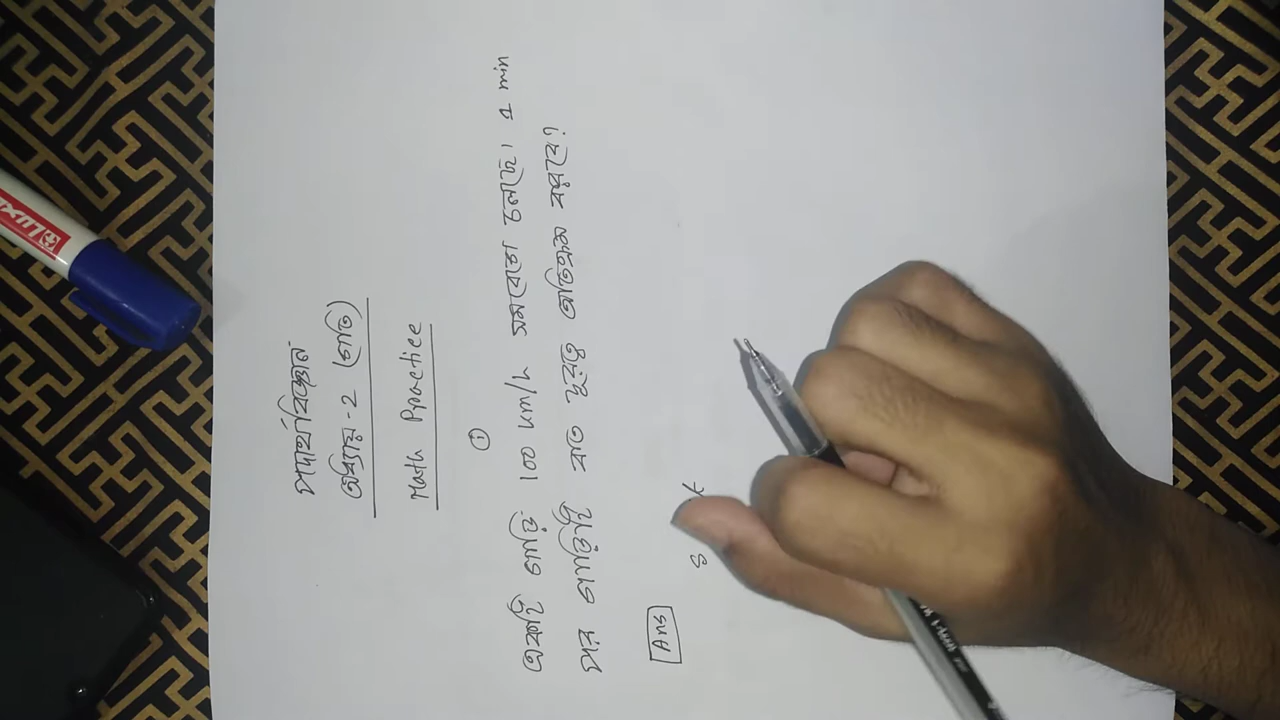 পদার্থবিজ্ঞান
অধ্যায়-2 (গতি)
Math Practice
①
একটি গাড়ি 100 km/h সমবেগে চলছে। 1 min
পর গাড়িটি কত দূরত্ব অতিক্রম করবে?
Ans
S
LUX